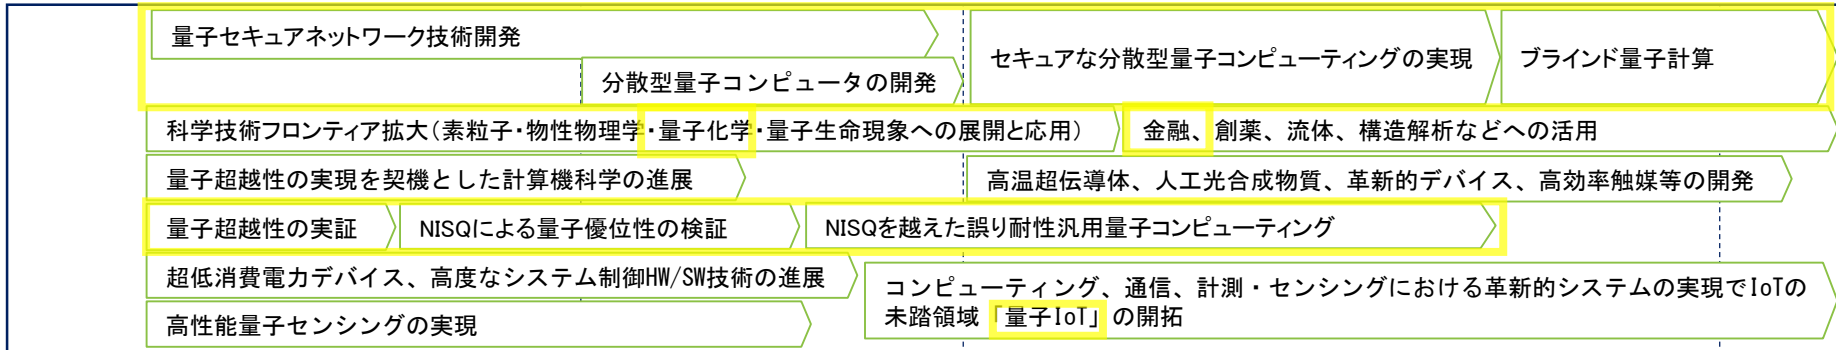 量子セキュアネットワーク技術開発
分散型量子コンピュータの開発
セキュアな分散型量子コンピューティングの実現
ブラインド量子計算
科学技術フロンティア拡大（素粒子・物性物理学・量子化学・量子生命現象への展開と応用）
金融、創薬、流体、構造解析などへの活用
量子超越性の実現を契機とした計算機科学の進展
高温超伝導体、人工光合成物質、革新的デバイス、高効率触媒等の開発
量子超越性の実証
NISQによる量子優位性の検証
NISQを越えた誤り耐性汎用量子コンピューティング
超低消費電力デバイス、高度なシステム制御HW/SW技術の進展
コンピューティング、通信、計測・センシングにおける革新的システムの実現でIoTの
未踏領域「量子IoT」の開拓
高性能量子センシングの実現